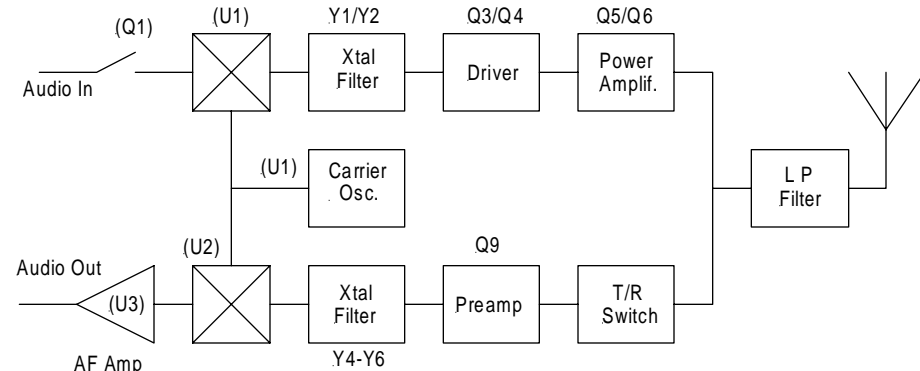 (Q1)
(U1)
Y1/Y2
Q3/Q4
Q5/Q6
Audio In
Xtal
Filter
Driver
Power
Amplif.
(U1)
Carrier
Osc.
L P
Filter
(U2)
Q9
Audio Out
(U3)
Xtal
Filter
Preamp
T/R
Switch
AF Amp
Y4-Y6